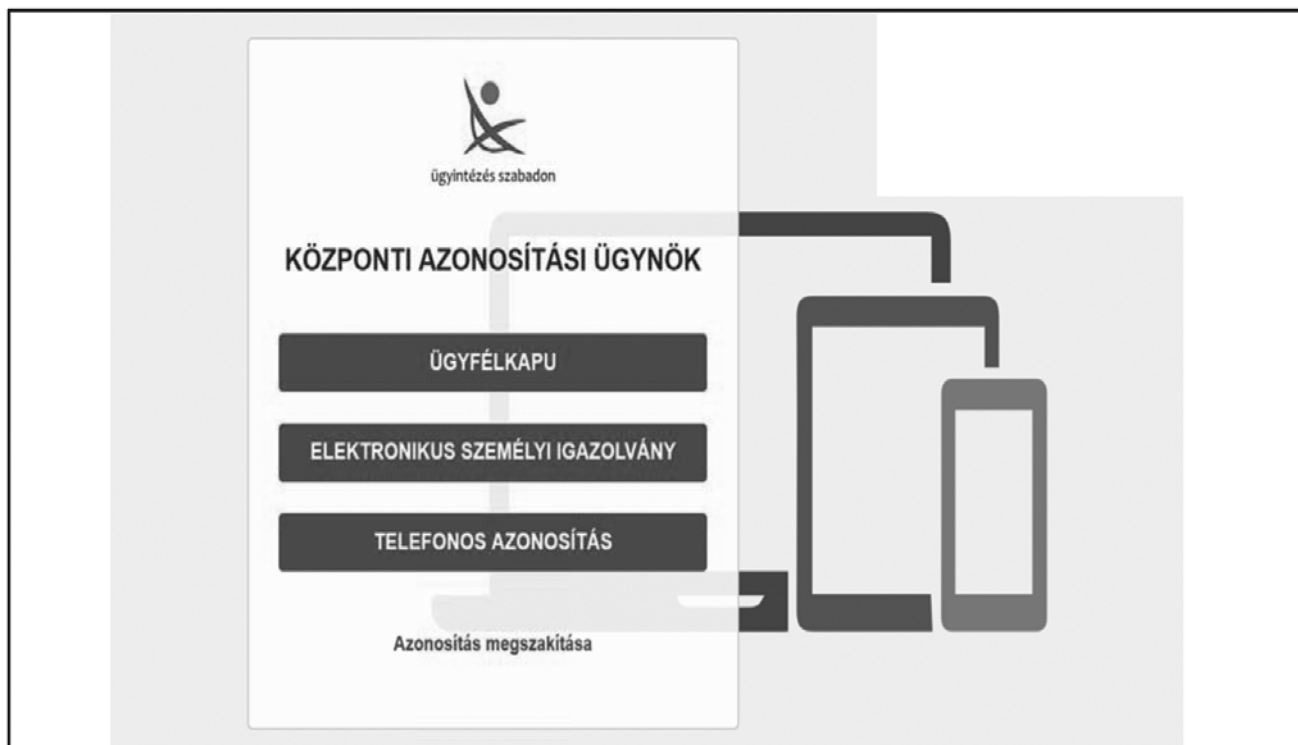 ügyintézés szabadon
KÖZPONTI AZONOSÍTÁSI ÜGYNÖK
ÜGYFÉLKAPU
ELEKTRONIKUS SZEMÉLYI IGAZOLVÁNY
TELEFONOS AZONOSÍTÁS
Azonosítás megszakítása